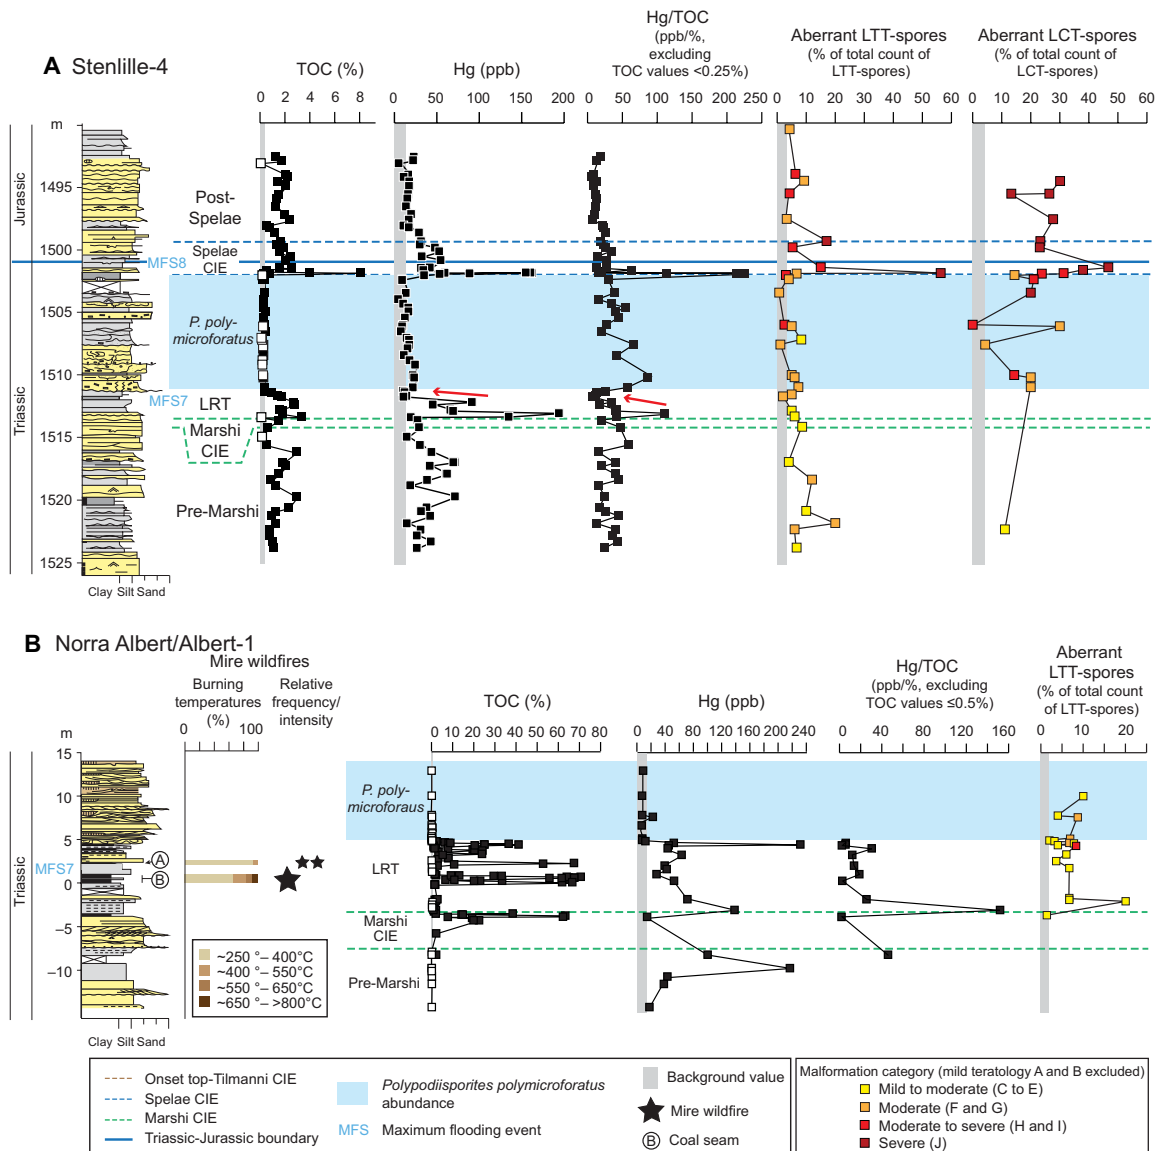 A Stenlille-4
TOC (%)
Hg (ppb)
Hg/TOC
(ppb/%,
excluding
TOC values <0.25%)
Aberrant LTT-spores
(% of total count of
LTT-spores)
Aberrant LCT-spores
(% of total count of
LCT-spores)
0 2 4 6 8
0 50 100 150 200
0 50 100 150 200 250
0 10 20 30 40 50 60
0 10 20 30 40 50 60
m
1495
1500
1505
1510
1515
1520
1525
Jurassic
Triassic
Clay Silt Sand
Post-
Spelae
Spelae
CIE
MFS8
P. poly-
microforatus
MFS7
LRT
Marshi
CIE
Pre-Marshi
B Norra Albert/Albert-1
Mire wildfires
Burning
temperatures
(%)
Relative
frequency/
intensity
0 100
TOC (%)
Hg (ppb)
Hg/TOC
(ppb/%, excluding
TOC values ≤0.5%)
Aberrant
LTT-spores
(% of total count
of LTT-spores)
0 10 20 30 40 50 60 70 80
0 40 80 120 160 200 240
0 40 80 120 160
0 10 20
m
15
10
5
0
−5
−10
Triassic
MFS7
A
B
Clay Silt Sand
~250 °– 400°C
~400 °– 550°C
~550 °– 650°C
~650 °– >800°C
P. poly-
microforaus
LRT
Marshi
CIE
Pre-Marshi
Onset top-Tilmanni CIE
Spelae CIE
Marshi CIE
Triassic-Jurassic boundary
Polypodiisporites polymicroforatus
abundance
MFS Maximum flooding event
Background value
Mire wildfire
B Coal seam
Malformation category (mild teratology A and B excluded)
Mild to moderate (C to E)
Moderate (F and G)
Moderate to severe (H and I)
Severe (J)